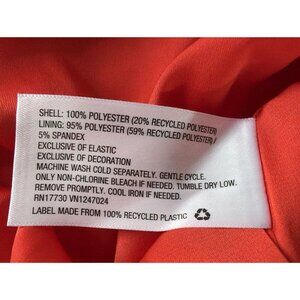 SHELL: 100% POLYESTER (20% RECYCLED POLYESTER)
LINING: 95% POLYESTER (59% RECYCLED POLYESTER) /
5% SPANDEX
EXCLUSIVE OF ELASTIC
EXCLUSIVE OF DECORATION
MACHINE WASH COLD SEPARATELY. GENTLE CYCLE.
ONLY NON-CHLORINE BLEACH IF NEEDED. TUMBLE DRY LOW.
REMOVE PROMPTLY. COOL IRON IF NEEDED.
RN17730 VN1247024
LABEL MADE FROM 100% RECYCLED PLASTIC